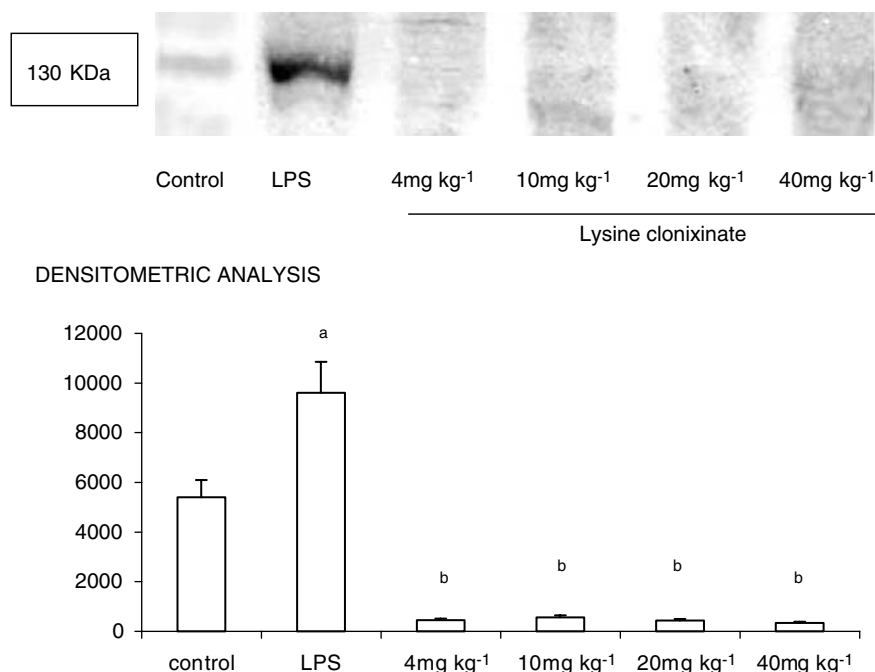 130 KDa
Control LPS 4mg kg⁻¹ 10mg kg⁻¹ 20mg kg⁻¹ 40mg kg⁻¹
Lysine clonixinate
DENSITOMETRIC ANALYSIS
12000
10000
8000
6000
4000
2000
0
a
b b b b
control LPS 4mg kg⁻¹ 10mg kg⁻¹ 20mg kg⁻¹ 40mg kg⁻¹